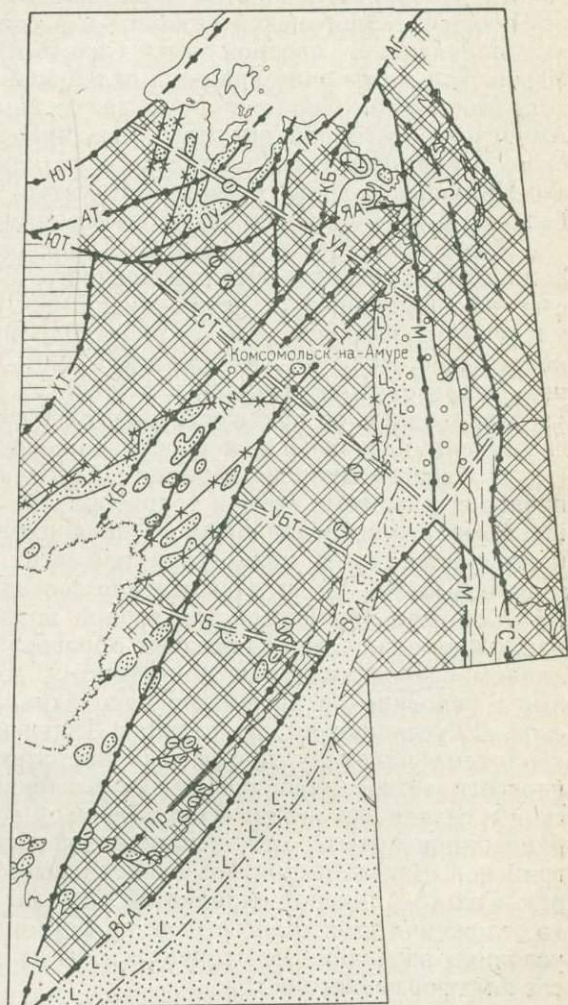 АГ
ЮУ
ТА
КБ
ГС
АТ
ОУ
ЯА
ЮТ
УА
СТ
М
Комсомольск-на-Амуре
ХТ
Ам
КБ
УБт
М
ВСА
УБ
ГС
Ал
Пр
ВСА
Д